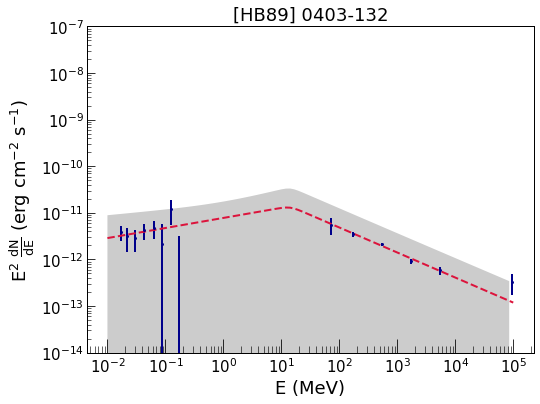 [HB89] 0403-132
E² dN/dE (erg cm⁻² s⁻¹)
10⁻⁷
10⁻⁸
10⁻⁹
10⁻¹⁰
10⁻¹¹
10⁻¹²
10⁻¹³
10⁻¹⁴
10⁻² 10⁻¹ 10⁰ 10¹ 10² 10³ 10⁴ 10⁵
E (MeV)